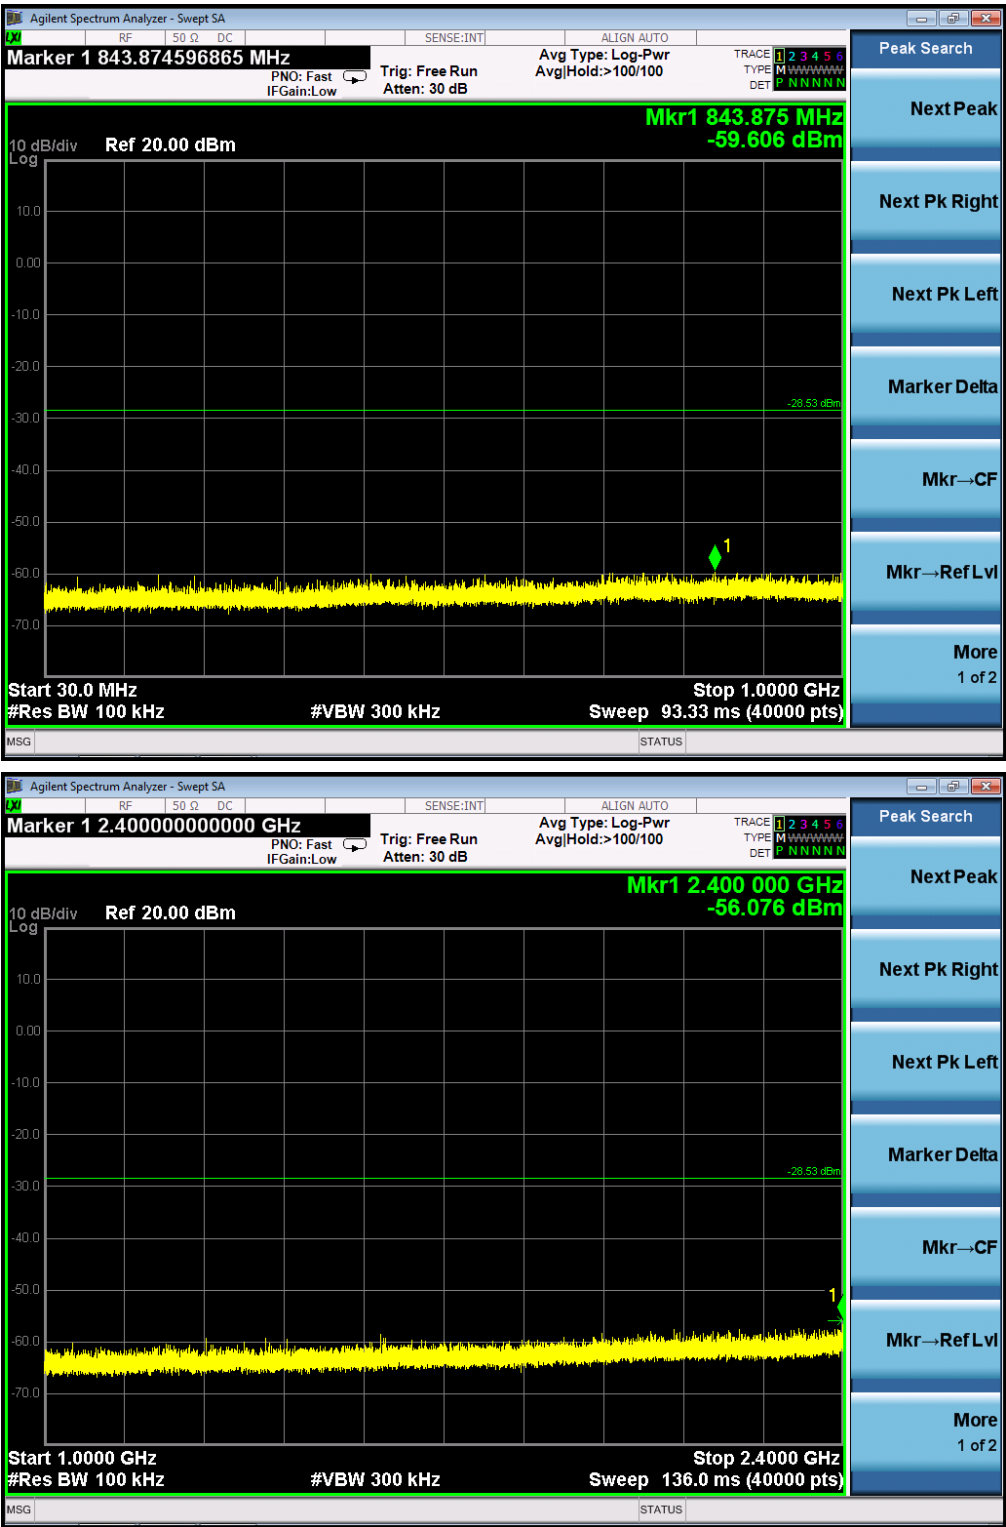 Agilent Spectrum Analyzer - Swept SA
LXI RF 50 Ω DC SENSE:INT ALIGN AUTO
Marker 1 843.874596865 MHz
PNO: Fast
IFGain:Low
Trig: Free Run
Atten: 30 dB
Avg Type: Log-Pwr
Avg|Hold:>100/100
TRACE 1 2 3 4 5 6
TYPE M WWWWW
DET P N N N N N
Mkr1 843.875 MHz
-59.606 dBm
10 dB/div Ref 20.00 dBm
Log
10.0
0.00
-10.0
-20.0
-28.53 dBm
-30.0
-40.0
-50.0
1
-60.0
-70.0
Start 30.0 MHz Stop 1.0000 GHz
#Res BW 100 kHz #VBW 300 kHz Sweep 93.33 ms (40000 pts)
MSG STATUS
Peak Search
Next Peak
Next Pk Right
Next Pk Left
Marker Delta
Mkr→CF
Mkr→Ref Lvl
More
1 of 2
Agilent Spectrum Analyzer - Swept SA
LXI RF 50 Ω DC SENSE:INT ALIGN AUTO
Marker 1 2.400000000000 GHz
PNO: Fast
IFGain:Low
Trig: Free Run
Atten: 30 dB
Avg Type: Log-Pwr
Avg|Hold:>100/100
TRACE 1 2 3 4 5 6
TYPE M WWWWW
DET P N N N N N
Mkr1 2.400 000 GHz
-56.076 dBm
10 dB/div Ref 20.00 dBm
Log
10.0
0.00
-10.0
-20.0
-28.53 dBm
-30.0
-40.0
-50.0
1
-60.0
-70.0
Start 1.0000 GHz Stop 2.4000 GHz
#Res BW 100 kHz #VBW 300 kHz Sweep 136.0 ms (40000 pts)
MSG STATUS
Peak Search
Next Peak
Next Pk Right
Next Pk Left
Marker Delta
Mkr→CF
Mkr→Ref Lvl
More
1 of 2